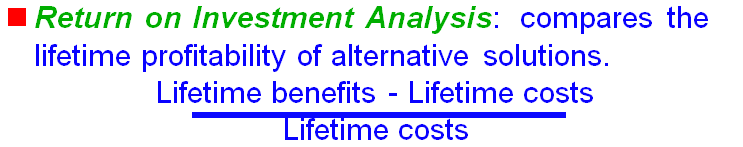 Return on Investment Analysis: compares the
lifetime profitability of alternative solutions.
Lifetime benefits - Lifetime costs
Lifetime costs